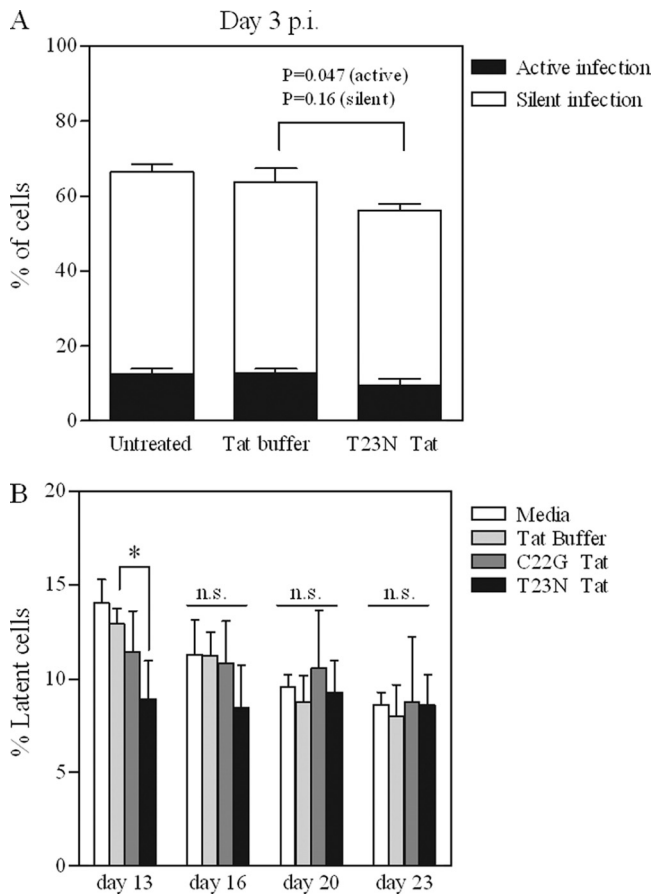 A
Day 3 p.i.
100
80
60
40
20
0
% of cells
P=0.047 (active)
P=0.16 (silent)
Active infection
Silent infection
Untreated
Tat buffer
T23N Tat
B
20
15
10
5
0
% Latent cells
*
n.s.
n.s.
n.s.
Media
Tat Buffer
C22G Tat
T23N Tat
day 13
day 16
day 20
day 23